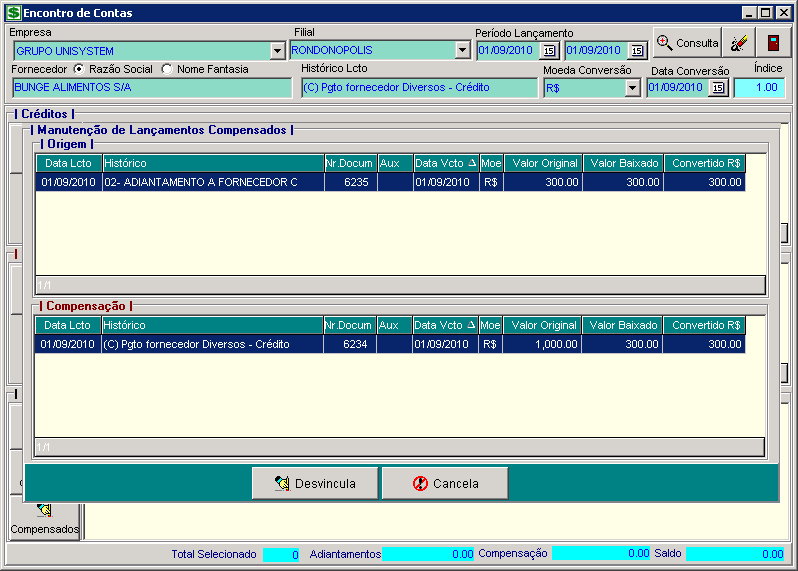 Encontro de Contas
Empresa Filial Período Lançamento
GRUPO UNISYSTEM RONDONOPOLIS 01/09/2010 15 01/09/2010 15 Consulta
Fornecedor Razão Social Nome Fantasia Histórico Lcto Moeda Conversão Data Conversão Índice
BUNGE ALIMENTOS S/A (C) Pgto fornecedor Diversos - Crédito R$ 01/09/2010 15 1.00
| Créditos |
| Manutenção de Lançamentos Compensados |
| Origem |
Data Lcto Histórico Nr.Docum Aux Data Vcto Δ Moe Valor Original Valor Baixado Convertido R$
01/09/2010 02- ADIANTAMENTO A FORNECEDOR C 6235 01/09/2010 R$ 300.00 300.00 300.00
1/1
| Compensação |
Data Lcto Histórico Nr.Docum Aux Data Vcto Δ Moe Valor Original Valor Baixado Convertido R$
01/09/2010 (C) Pgto fornecedor Diversos - Crédito 6234 01/09/2010 R$ 1,000.00 300.00 300.00
1/1
Desvincula Cancela
Compensados
Total Selecionado 0 Adiantamentos 0.00 Compensação 0.00 Saldo 0.00